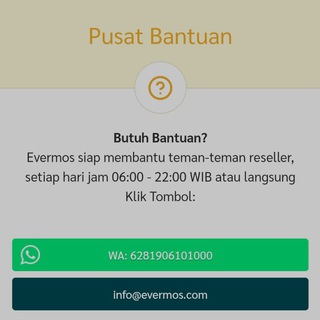 Pusat Bantuan
Butuh Bantuan?
Evermos siap membantu teman-teman reseller,
setiap hari jam 06:00 - 22:00 WIB atau langsung
Klik Tombol:
WA: 6281906101000
info@evermos.com